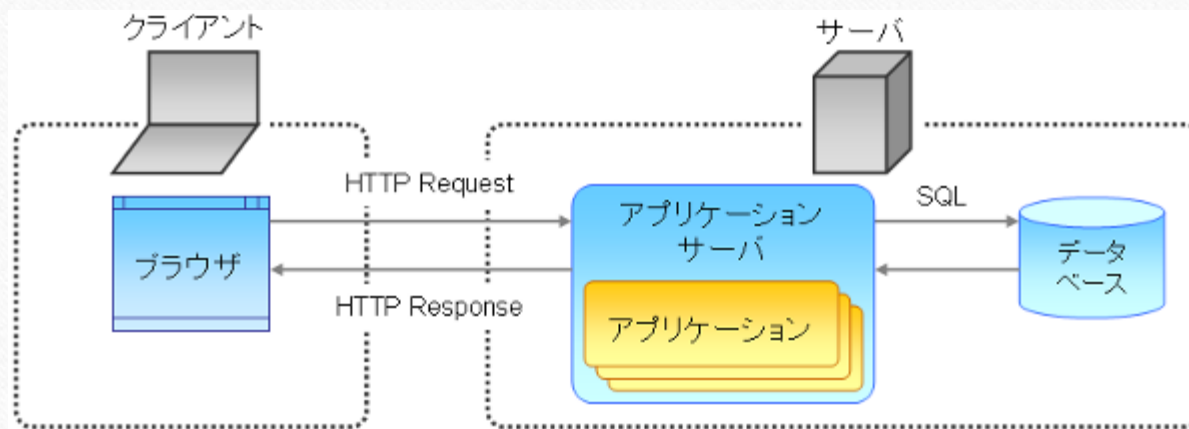 クライアント
サーバ
HTTP Request
SQL
アプリケーション
サーバ
ブラウザ
データ
ベース
HTTP Response
アプリケーション